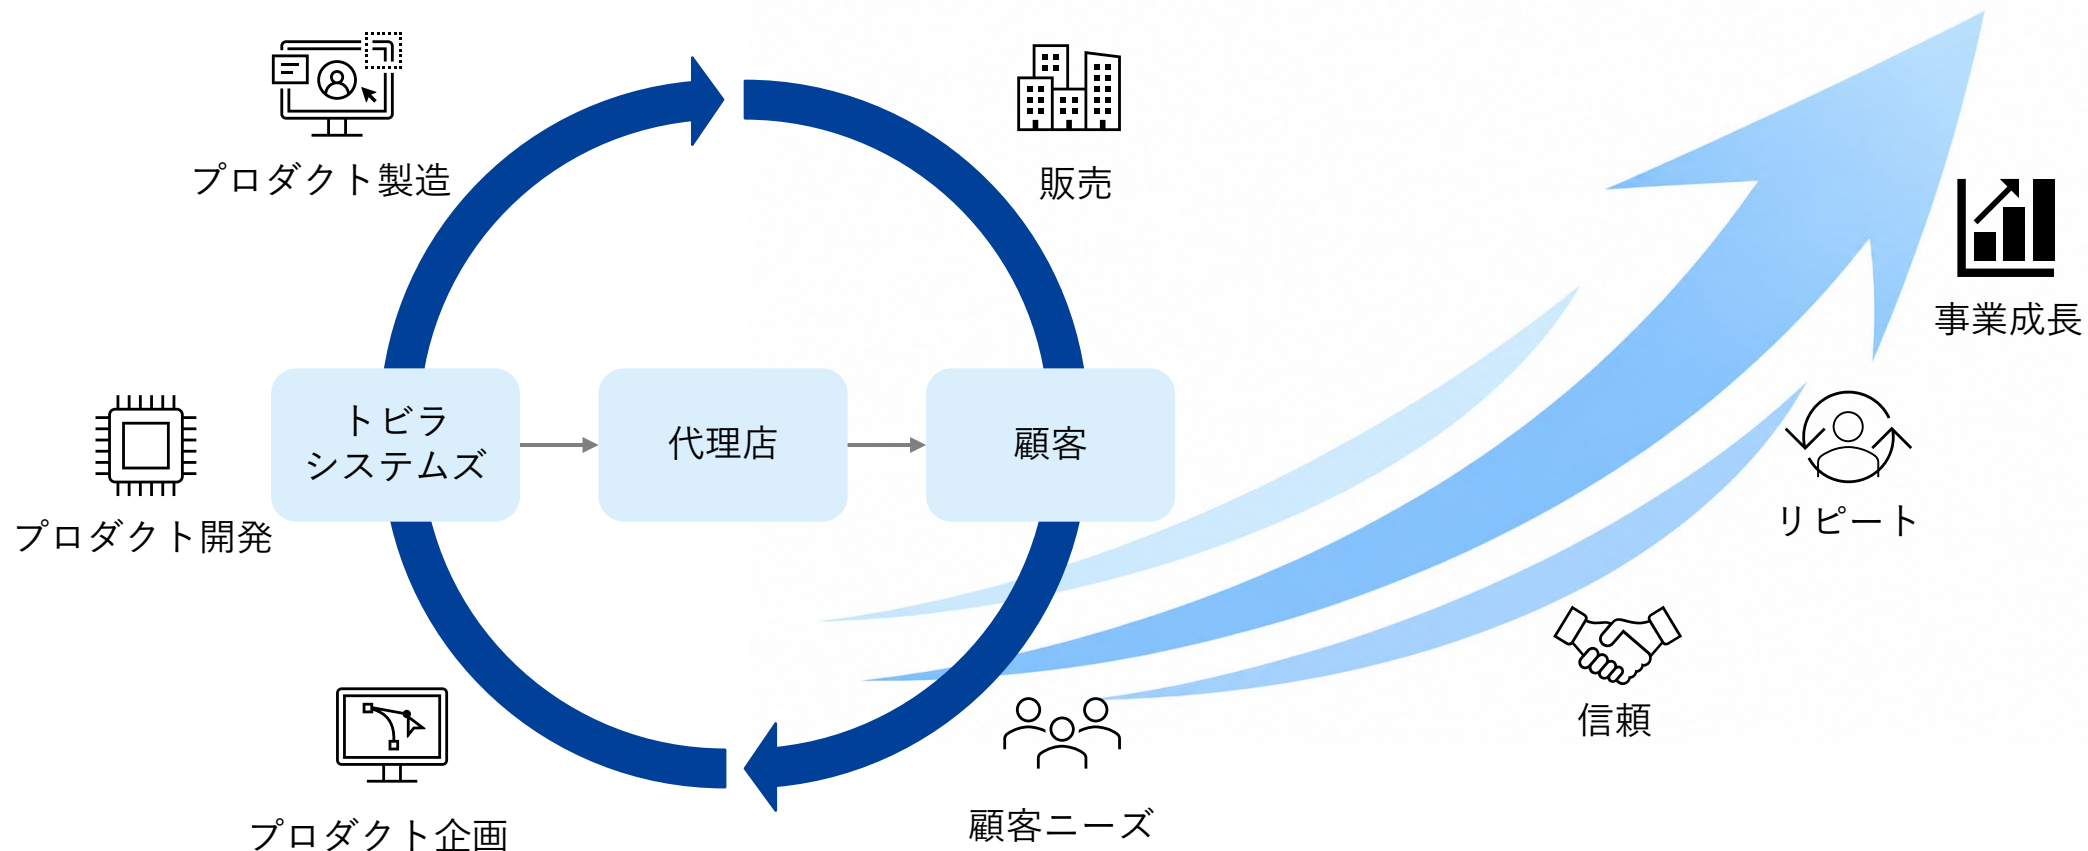 プロダクト製造
販売
事業成長
トビラ
システムズ
代理店
顧客
プロダクト開発
リピート
信頼
顧客ニーズ
プロダクト企画